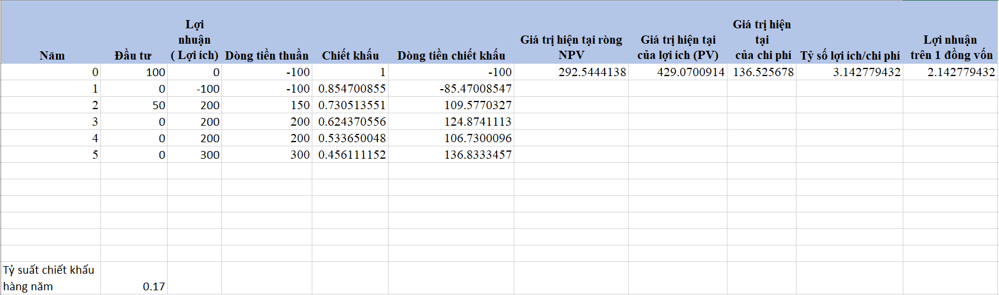 Năm Đầu tư Lợi nhuận ( Lợi ích) Dòng tiền thuần Chiết khấu Dòng tiền chiết khấu Giá trị hiện tại ròng NPV Giá trị hiện tại của lợi ích (PV) Giá trị hiện tại của chi phí Tỷ số lợi ích/chi phí Lợi nhuận trên 1 đồng vốn
0 100 0 -100 1 -100 292.5444138 429.0700914 136.525678 3.142779432 2.142779432
1 0 -100 -100 0.854700855 -85.47008547
2 50 200 150 0.730513551 109.5770327
3 0 200 200 0.624370556 124.8741113
4 0 200 200 0.533650048 106.7300096
5 0 300 300 0.456111152 136.8333457
Tỷ suất chiết khấu
hàng năm 0.17